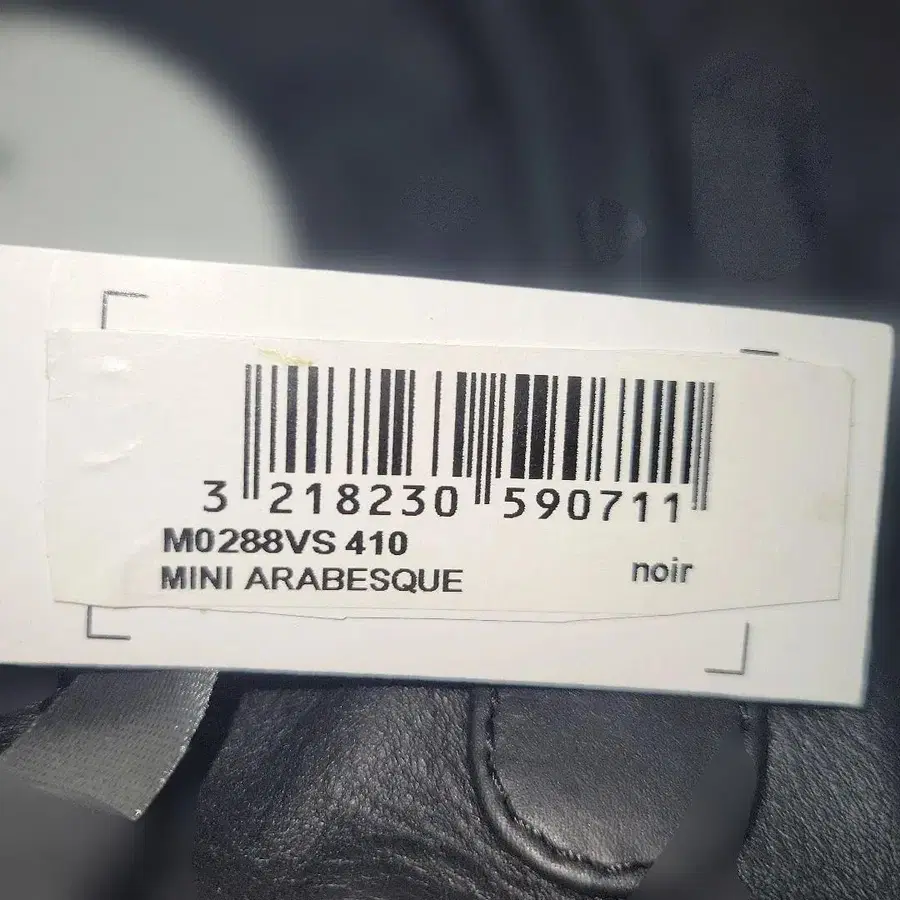 3 218230 590711
M0288VS 410
MINI ARABESQUE noir